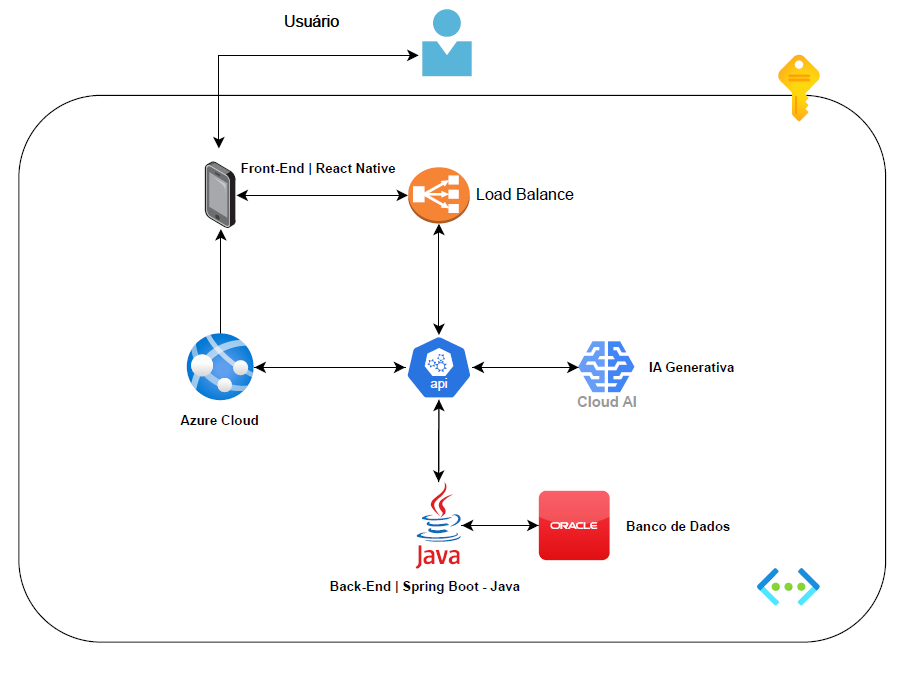 Usuário
Front-End | React Native
Load Balance
api
IA Generativa
Cloud AI
Azure Cloud
ORACLE
Banco de Dados
Java
Back-End | Spring Boot - Java